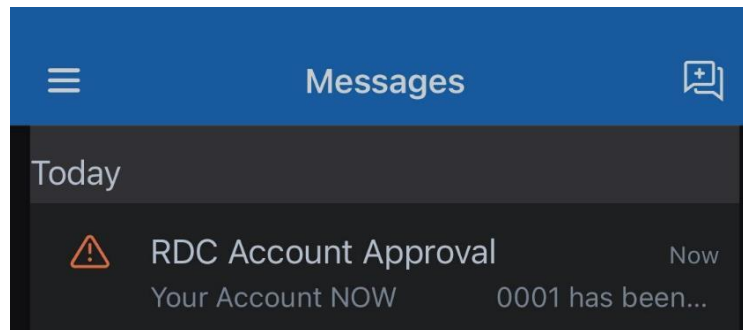 Messages
Today
RDC Account Approval Now
Your Account NOW 0001 has been...